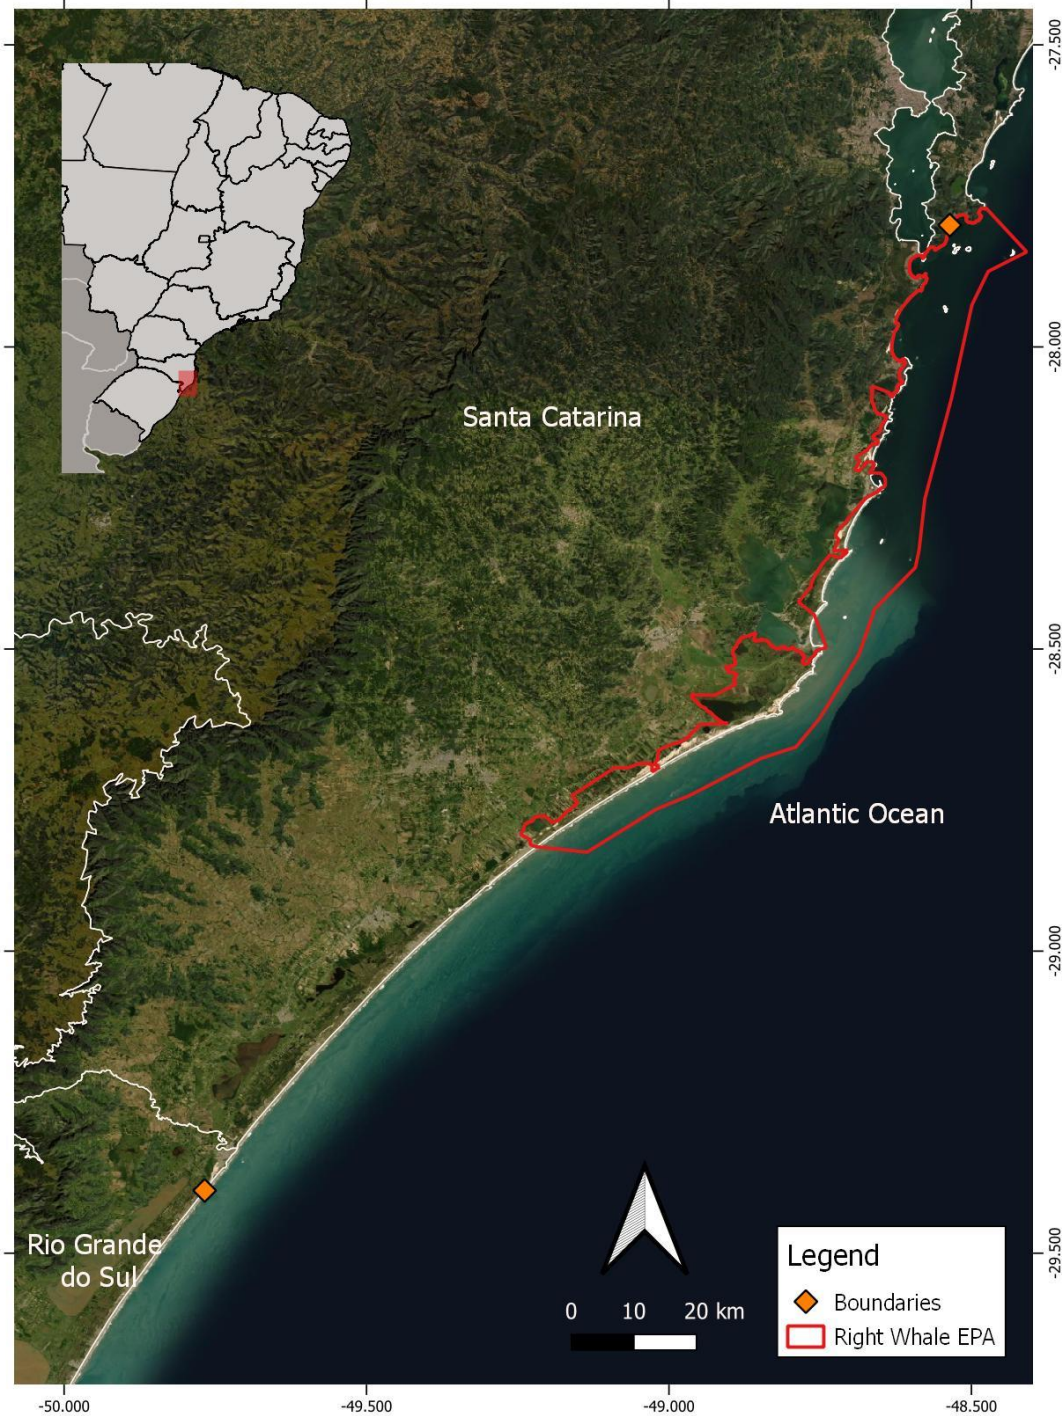 -27.500
-28.000
Santa Catarina
-28.500
Atlantic Ocean
-29.000
Rio Grande
do Sul
-29.500
0 10 20 km
Legend
Boundaries
Right Whale EPA
-50.000 -49.500 -49.000 -48.500